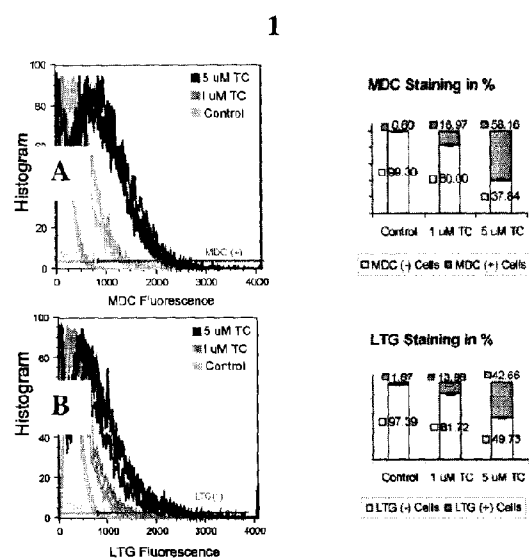 1
100
80
20
0
Histogram
A
5 uM TC
1 uM TC
Control
MDC (+)
0 1000 2000 3000 4000
MDC Fluorescence
MDC Staining in %
0.60 16.97 58.16
99.30 80.00 37.84
Control 1 uM TC 5 uM TC
MDC (-) Cells MDC (+) Cells
100
80
40
20
0
Histogram
B
5 uM TC
1 uM TC
Control
0 1000 2000 3000 4000
LTG Fluorescence
LTG Staining in %
1.67 42.66
97.39 81.72 49.73
Control 1 uM TC 5 uM TC
LTG (-) Cells LTG (+) Cells